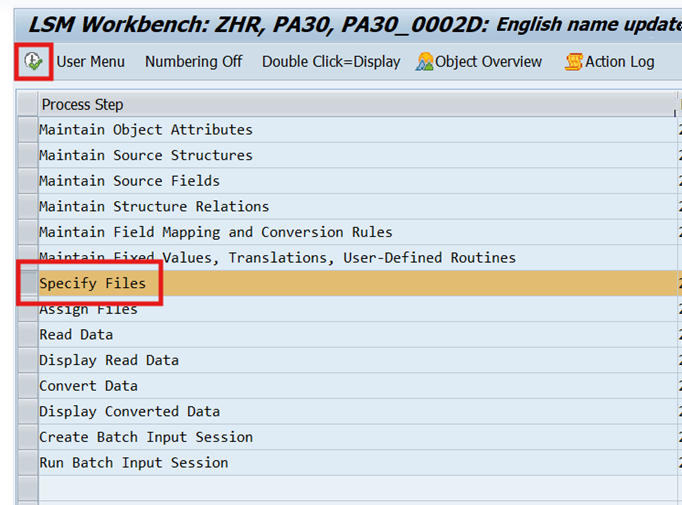 LSM Workbench: ZHR, PA30, PA30_0002D: English name update
User Menu Numbering Off Double Click=Display Object Overview Action Log
Process Step
Maintain Object Attributes
Maintain Source Structures
Maintain Source Fields
Maintain Structure Relations
Maintain Field Mapping and Conversion Rules
Maintain Fixed Values, Translations, User-Defined Routines
Specify Files
Assign Files
Read Data
Display Read Data
Convert Data
Display Converted Data
Create Batch Input Session
Run Batch Input Session